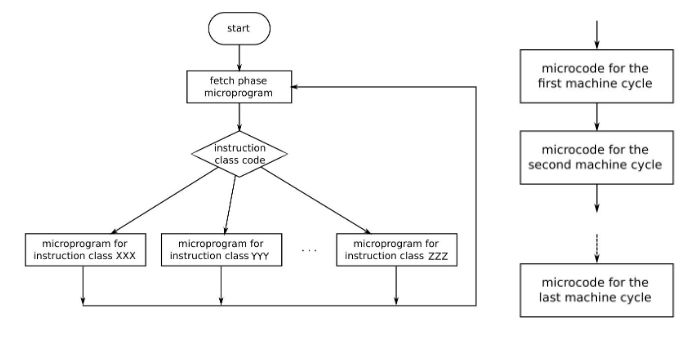 start
fetch phase
microprogram
instruction
class code
microprogram for
instruction class XXX
microprogram for
instruction class YYY
. . .
microprogram for
instruction class ZZZ
microcode for the
first machine cycle
microcode for the
second machine cycle
microcode for the
last machine cycle